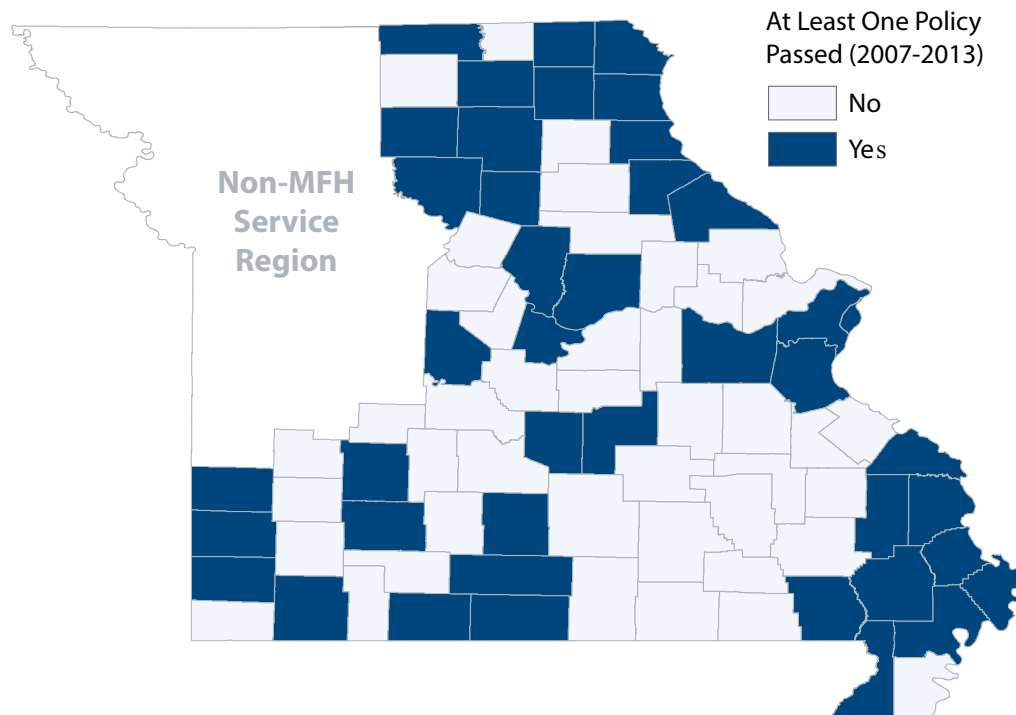 At Least One Policy
Passed (2007-2013)
No
Yes
Non-MFH
Service
Region